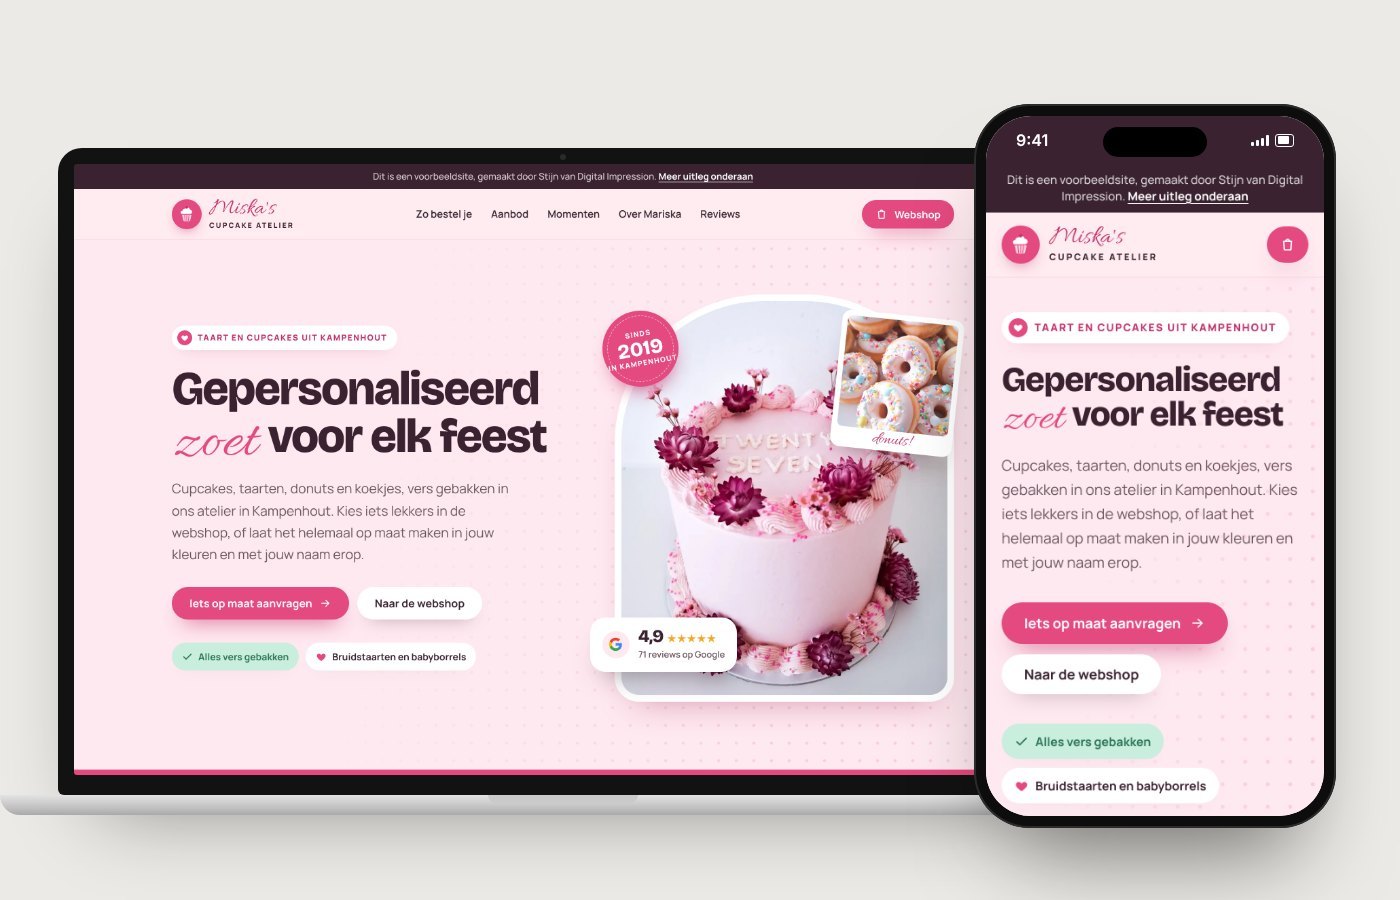 Dit is een voorbeeldsite, gemaakt door Stijn van Digital Impression. Meer uitleg onderaan
Miska's
CUPCAKE ATELIER
Zo bestel je
Aanbod
Momenten
Over Mariska
Reviews
Webshop
TAART EN CUPCAKES UIT KAMPENHOUT
Gepersonaliseerd
zoet voor elk feest
Cupcakes, taarten, donuts en koekjes, vers gebakken in
ons atelier in Kampenhout. Kies iets lekkers in de
webshop, of laat het helemaal op maat maken in jouw
kleuren en met jouw naam erop.
Iets op maat aanvragen
Naar de webshop
Alles vers gebakken
Bruidstaarten en babyborrels
SINDS
2019
IN KAMPENHOUT
donuts!
TWENTY
SEVEN
4,9
71 reviews op Google
9:41
Dit is een voorbeeldsite, gemaakt door Stijn van Digital
Impression. Meer uitleg onderaan
Miska's
CUPCAKE ATELIER
TAART EN CUPCAKES UIT KAMPENHOUT
Gepersonaliseerd
zoet voor elk feest
Cupcakes, taarten, donuts en koekjes, vers
gebakken in ons atelier in Kampenhout. Kies
iets lekkers in de webshop, of laat het
helemaal op maat maken in jouw kleuren en
met jouw naam erop.
Iets op maat aanvragen
Naar de webshop
Alles vers gebakken
Bruidstaarten en babyborrels